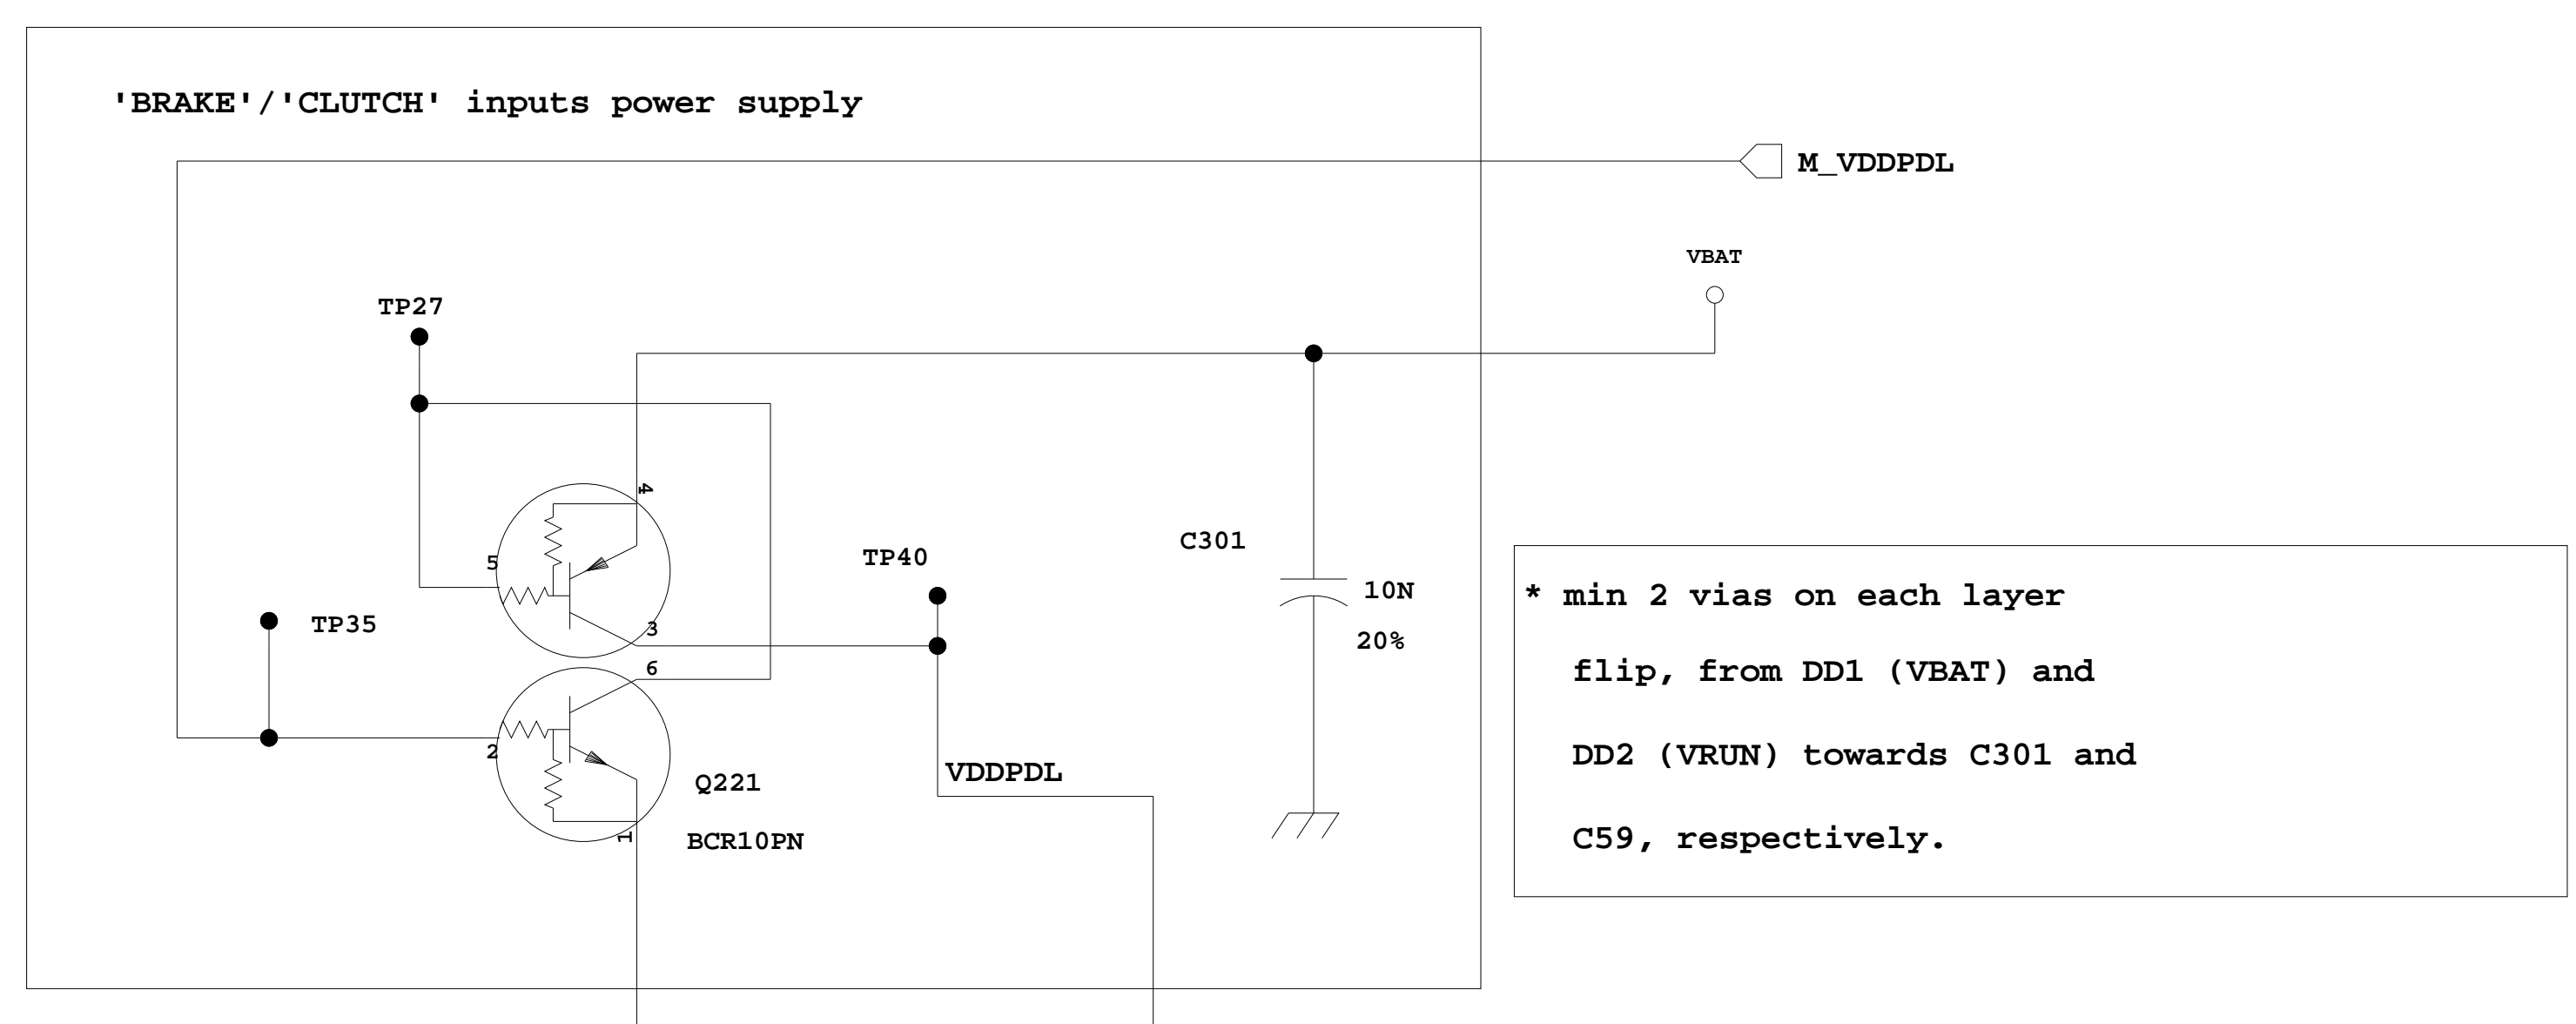 'BRAKE'/'CLUTCH' inputs power supply
M_VDDPDL
VBAT
TP27
4
5
TP40
C301
10N
20%
TP35
3
6
2
Q221
BCR10PN
1
VDDPDL
* min 2 vias on each layer
flip, from DD1 (VBAT) and
DD2 (VRUN) towards C301 and
C59, respectively.